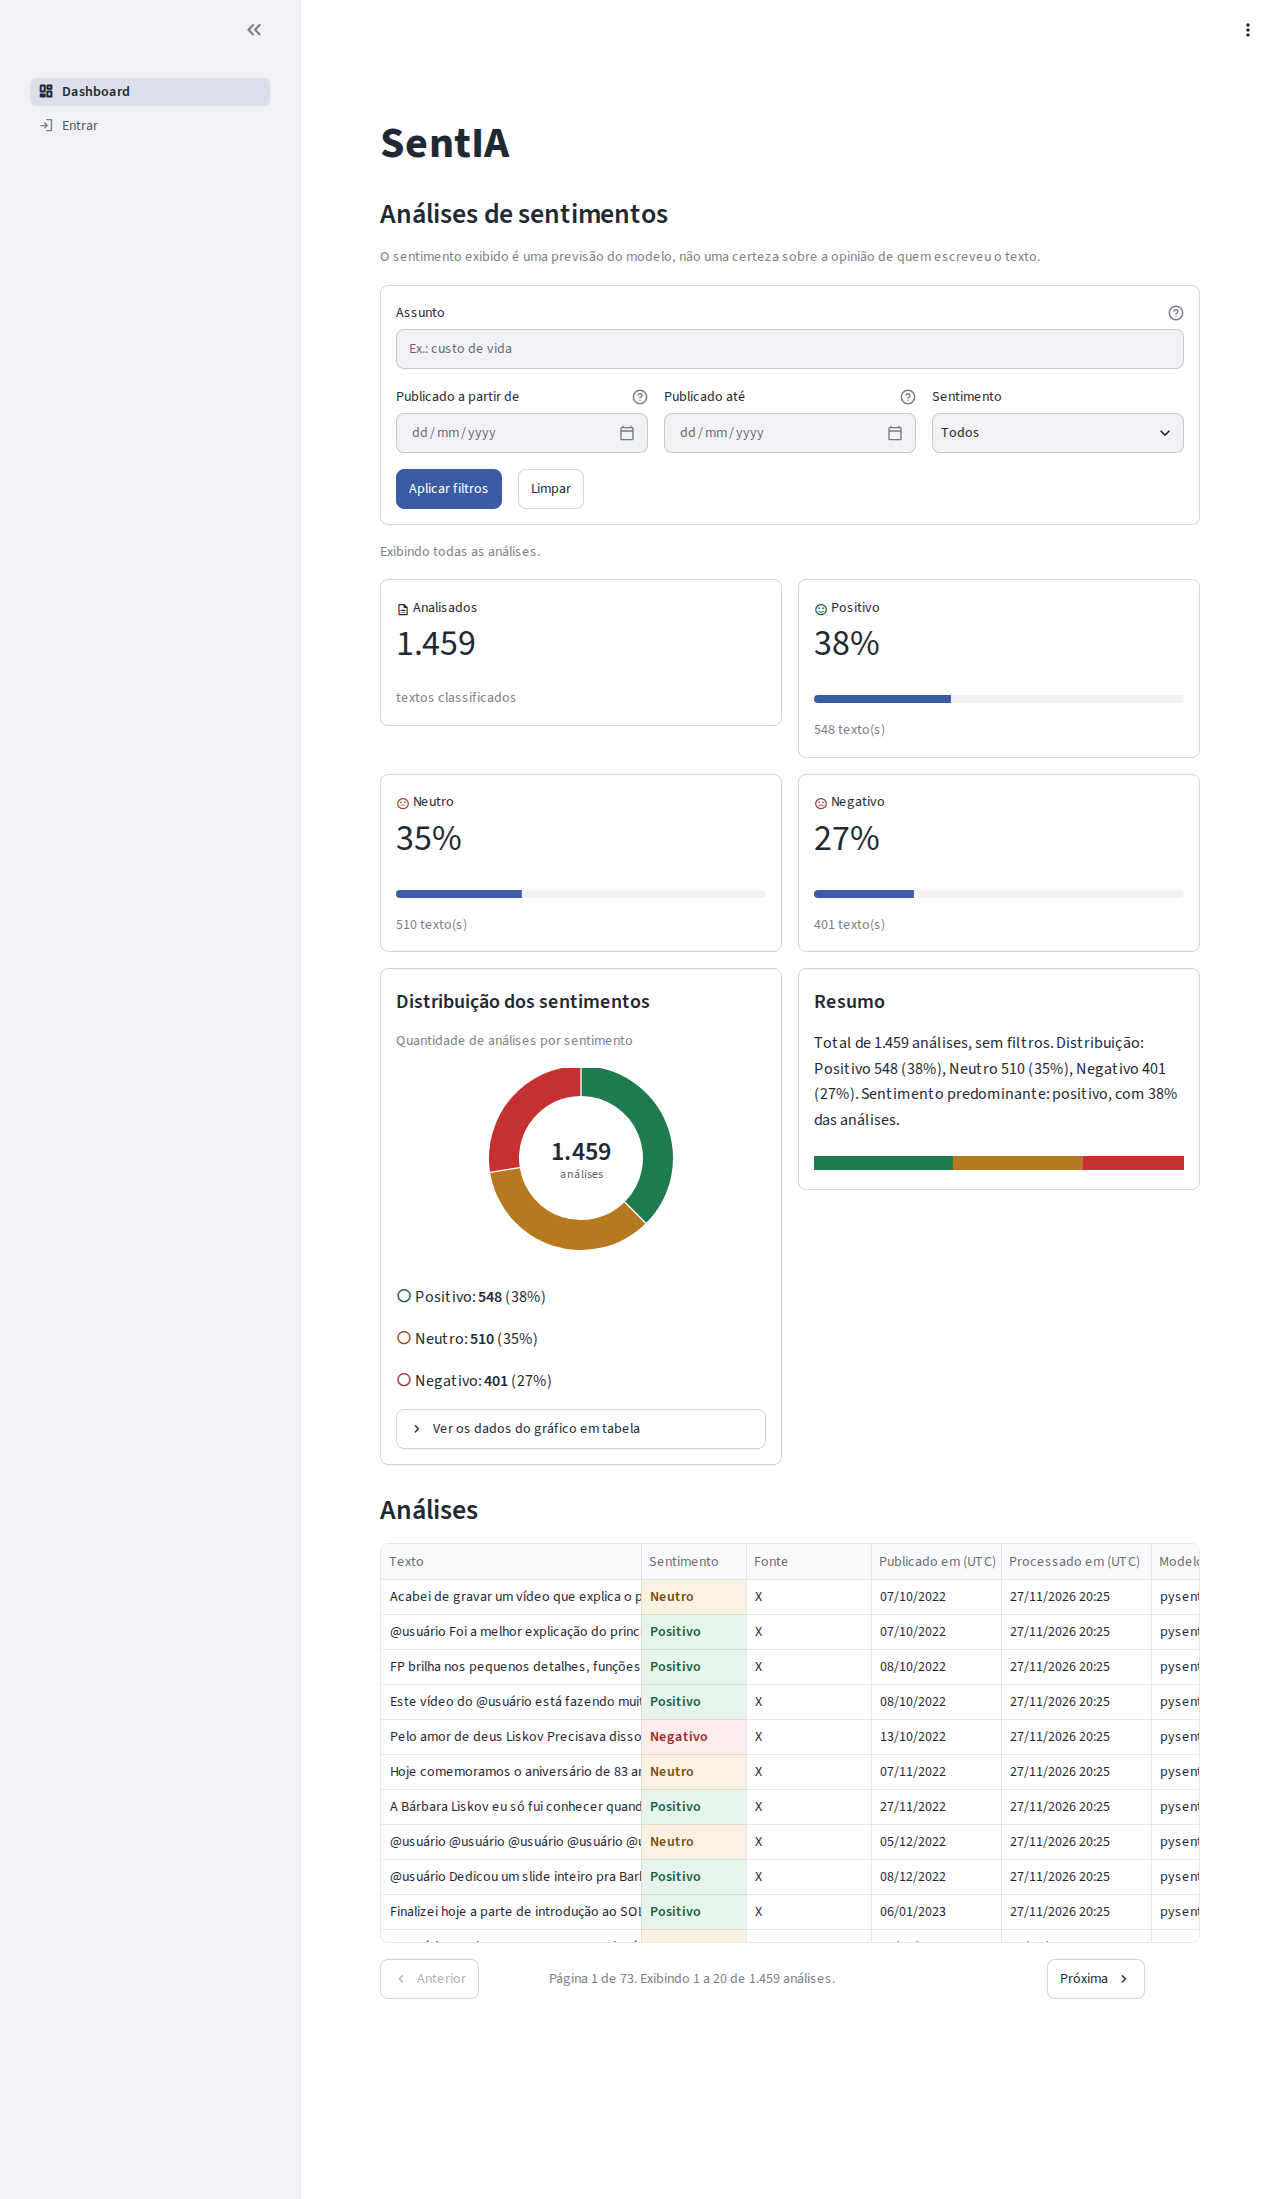 Dashboard
Entrar
SentIA
Análises de sentimentos
O sentimento exibido é uma previsão do modelo, não uma certeza sobre a opinião de quem escreveu o texto.
Assunto
Ex.: custo de vida
Publicado a partir de
Publicado até
Sentimento
dd / mm / yyyy
dd / mm / yyyy
Todos
Aplicar filtros
Limpar
Exibindo todas as análises.
Analisados
1.459
textos classificados
Positivo
38%
548 texto(s)
Neutro
35%
510 texto(s)
Negativo
27%
401 texto(s)
Distribuição dos sentimentos
Quantidade de análises por sentimento
1.459
análises
Positivo: 548 (38%)
Neutro: 510 (35%)
Negativo: 401 (27%)
Ver os dados do gráfico em tabela
Resumo
Total de 1.459 análises, sem filtros. Distribuição:
Positivo 548 (38%), Neutro 510 (35%), Negativo 401
(27%). Sentimento predominante: positivo, com 38%
das análises.
Análises
Texto Sentimento Fonte Publicado em (UTC) Processado em (UTC)
Acabei de gravar um vídeo que explica o Neutro X 07/10/2022 27/11/2026 20:25
@usuário Foi a melhor explicação do Positivo X 07/10/2022 27/11/2026 20:25
FP brilha nos pequenos detalhes, funções Positivo X 08/10/2022 27/11/2026 20:25
Este vídeo do @usuário está fazendo Positivo X 08/10/2022 27/11/2026 20:25
Pelo amor de deus Liskov Precisava disso Negativo X 13/10/2022 27/11/2026 20:25
Hoje comemoramos o aniversário de 83 Neutro X 07/11/2022 27/11/2026 20:25
A Bárbara Liskov eu só fui conhecer Positivo X 27/11/2022 27/11/2026 20:25
@usuário @usuário @usuário @usuário Neutro X 05/12/2022 27/11/2026 20:25
@usuário Dedicou um slide inteiro pra Positivo X 08/12/2022 27/11/2026 20:25
Finalizei hoje a parte de introdução ao Positivo X 06/01/2023 27/11/2026 20:25
Anterior
Página 1 de 73. Exibindo 1 a 20 de 1.459 análises.
Próxima